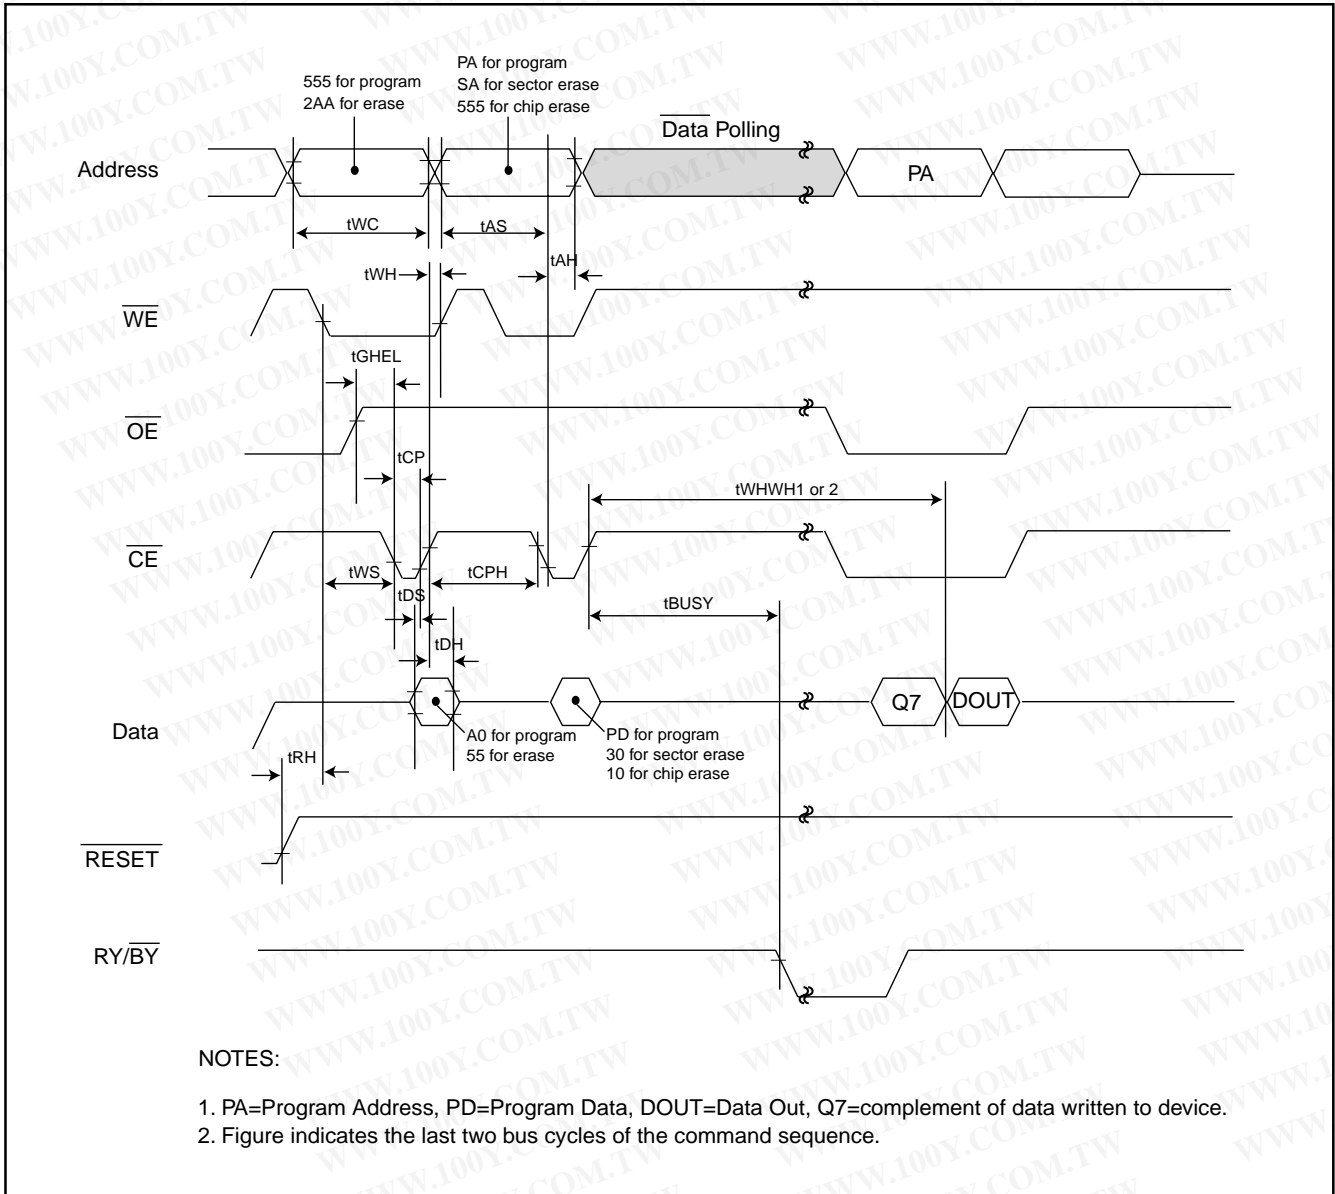 555 for program
2AA for erase
PA for program
SA for sector erase
555 for chip erase
Data Polling
Address
PA
tWC
tAS
tAH
tWH
WE
tGHEL
OE
tCP
tWHWH1 or 2
CE
tWS
tCPH
tDS
tBUSY
tDH
Data
Q7
DOUT
A0 for program
55 for erase
PD for program
30 for sector erase
10 for chip erase
tRH
RESET
RY/BY
NOTES:
1. PA=Program Address, PD=Program Data, DOUT=Data Out, Q7=complement of data written to device.
2. Figure indicates the last two bus cycles of the command sequence.
WWW.100Y.COM.TW